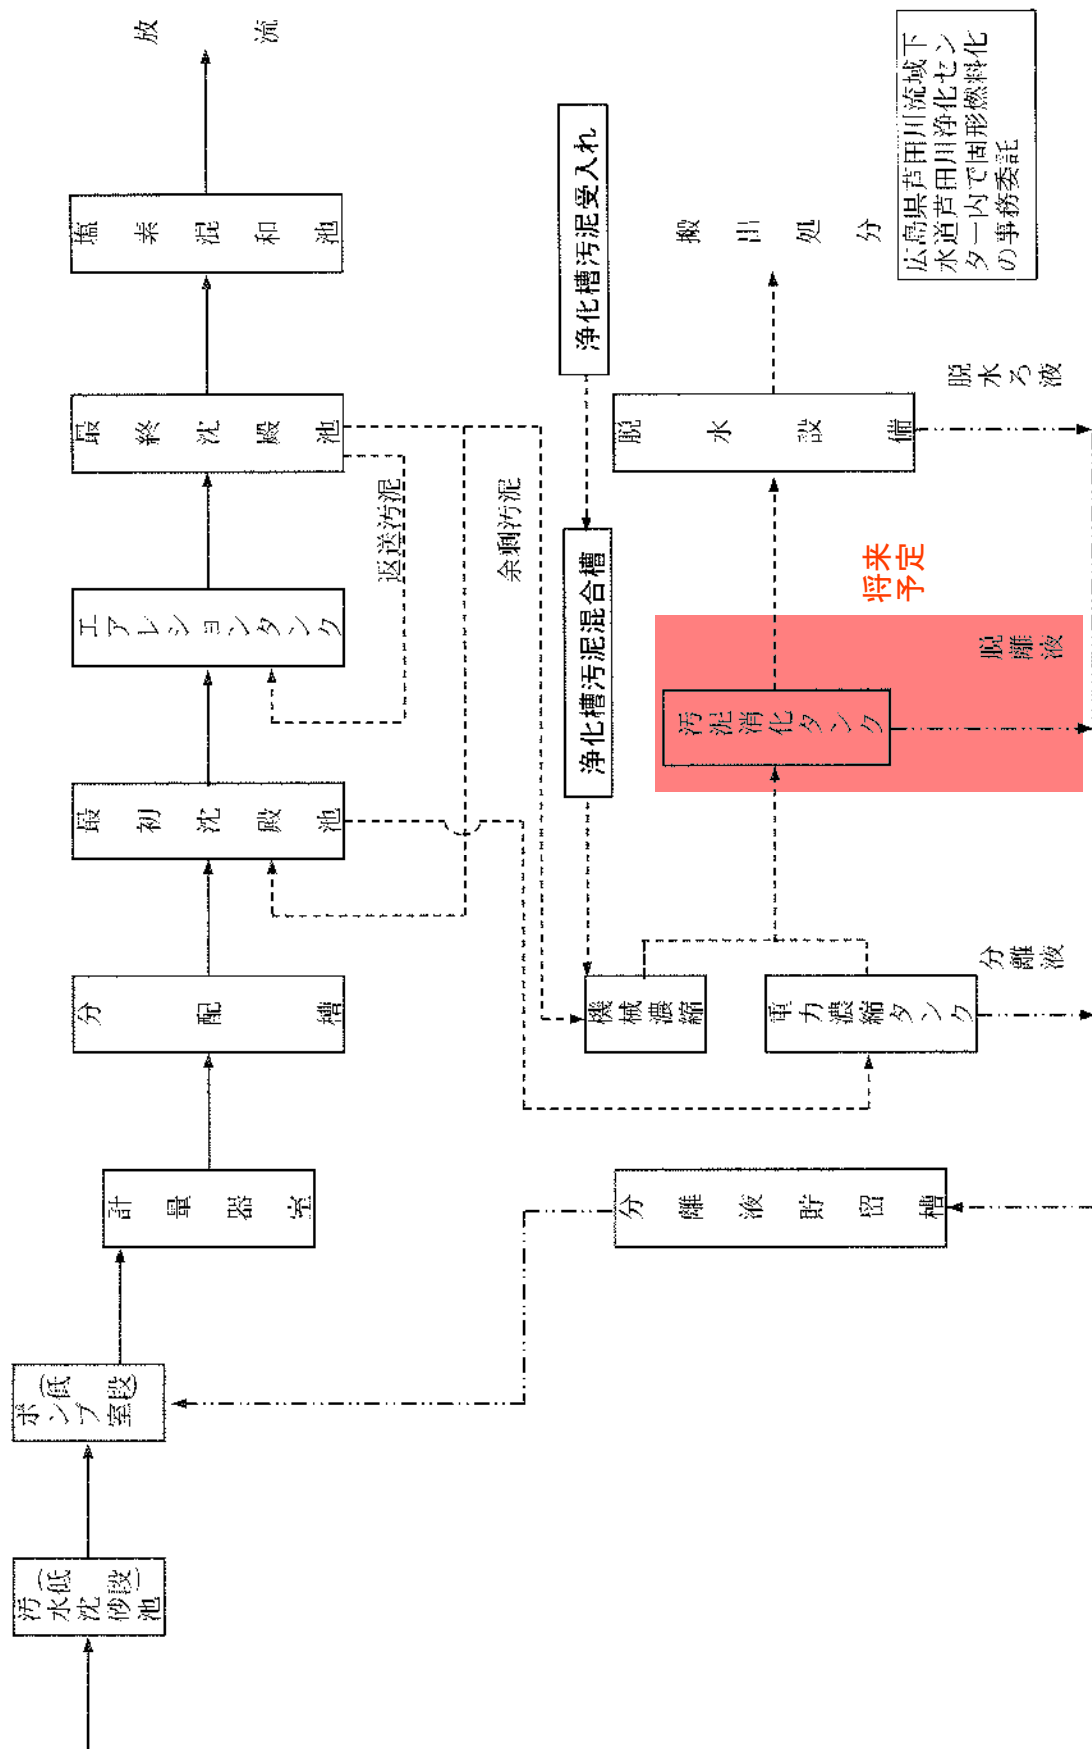 汚水沈砂池
(低段)
ポンプ室
(低段)
計量器室
分配槽
最初沈殿池
エアレションタンク
最終沈殿池
塩素混和池
放流
返送汚泥
余剰汚泥
浄化槽汚泥受入れ
浄化槽汚泥混合槽
機械濃縮
重力濃縮タンク
分離液
汚泥消化タンク
脱離液
将来
予定
脱水設備
脱水ろ液
搬出処分
分離液貯留槽
広島県芦田川流域下
水道芦田川浄化セン
ター内で固形燃料化
の事務委託